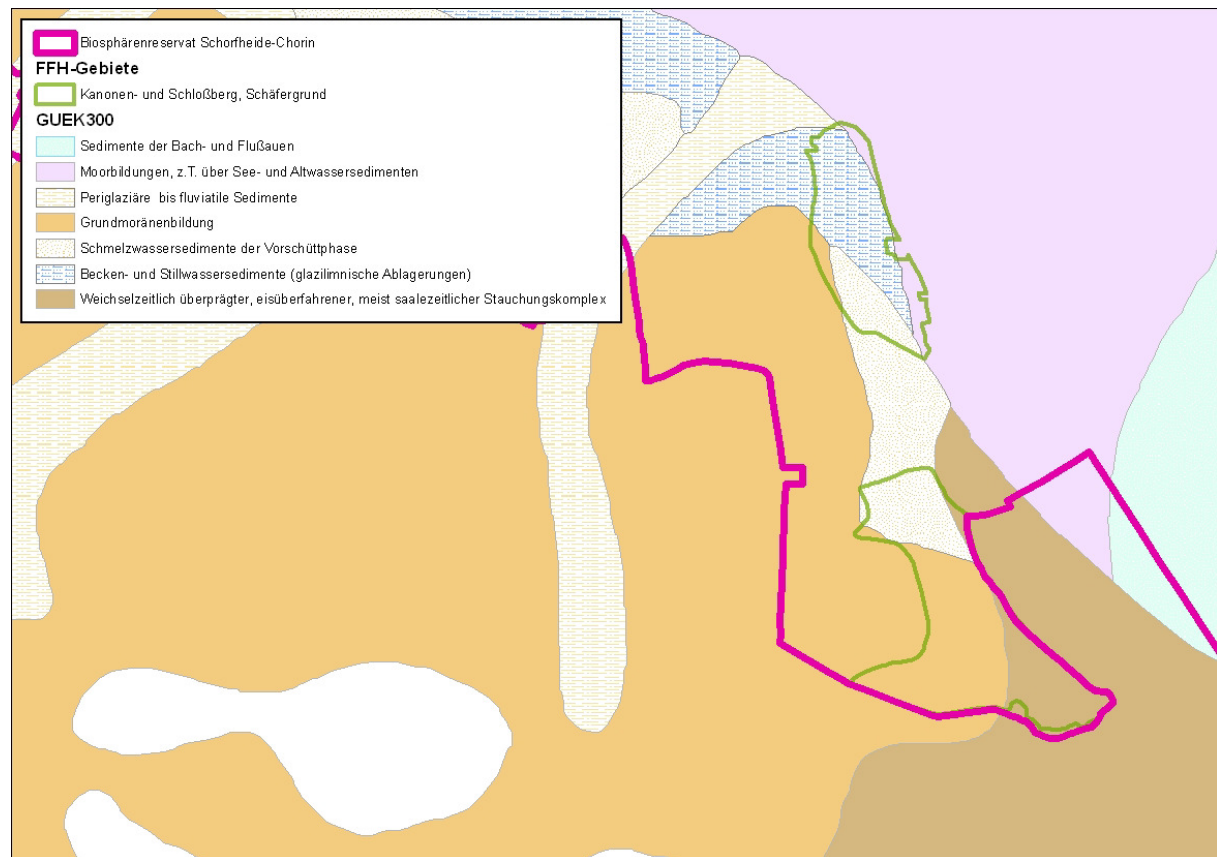 Biosphärenreservat Schorfheide-Chorin
FFH-Gebiete
Kanonen- und Schloßberg, Schäfergrund
GUEK300
Sedimente der Bach- und Flußauen
Moorbildungen, z.T. über See- und Altwassersedimenten
bis fluviatile Sedimente
Grundmoränenbildung
Schmelzwassersedimente der Vorschüttphase
Becken- und Stillwassersedimente (glazilimnische Ablagerungen)
Weichselzeitlich überprägter, eisüberfahrener, meist saalezeitlicher Stauchungskomplex